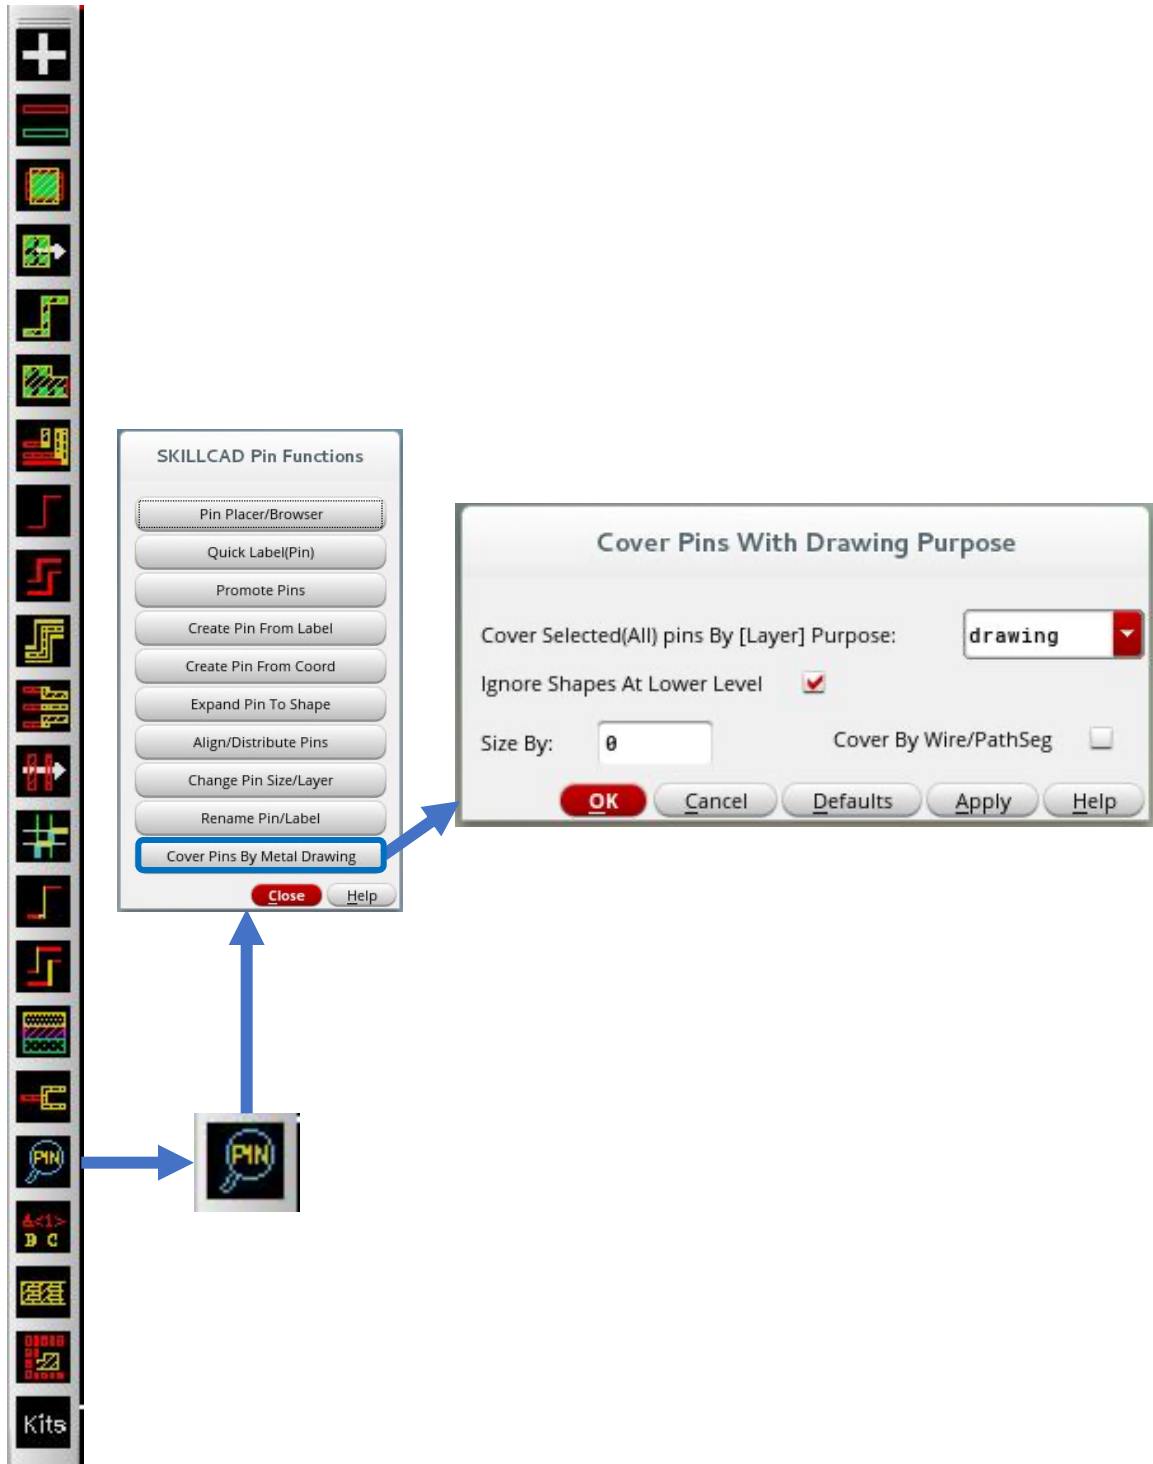 SKILLCAD Pin Functions
Pin Placer/Browser
Quick Label(Pin)
Promote Pins
Create Pin From Label
Create Pin From Coord
Expand Pin To Shape
Align/Distribute Pins
Change Pin Size/Layer
Rename Pin/Label
Cover Pins By Metal Drawing
Close Help
Cover Pins With Drawing Purpose
Cover Selected(All) pins By [Layer] Purpose: drawing
Ignore Shapes At Lower Level
Size By: 0 Cover By Wire/PathSeg
OK Cancel Defaults Apply Help
PIN
PIN
A<1>
B C
Kits